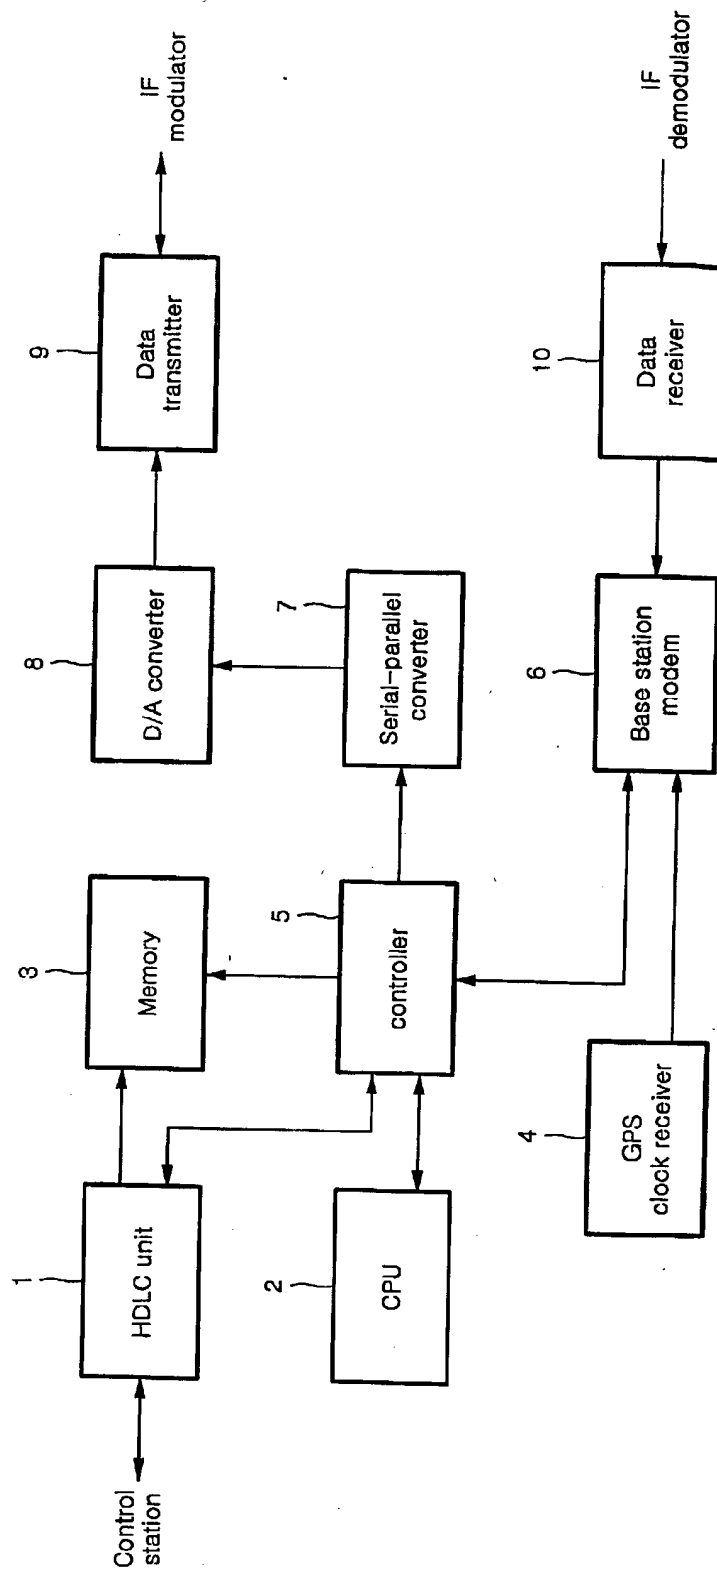 Control
station
1
HDLC unit
3
Memory
8
D/A converter
9
Data
transmitter
IF
modulator
2
CPU
5
controller
7
Serial-parallel
converter
4
GPS
clock receiver
6
Base station
modem
10
Data
receiver
IF
demodulator